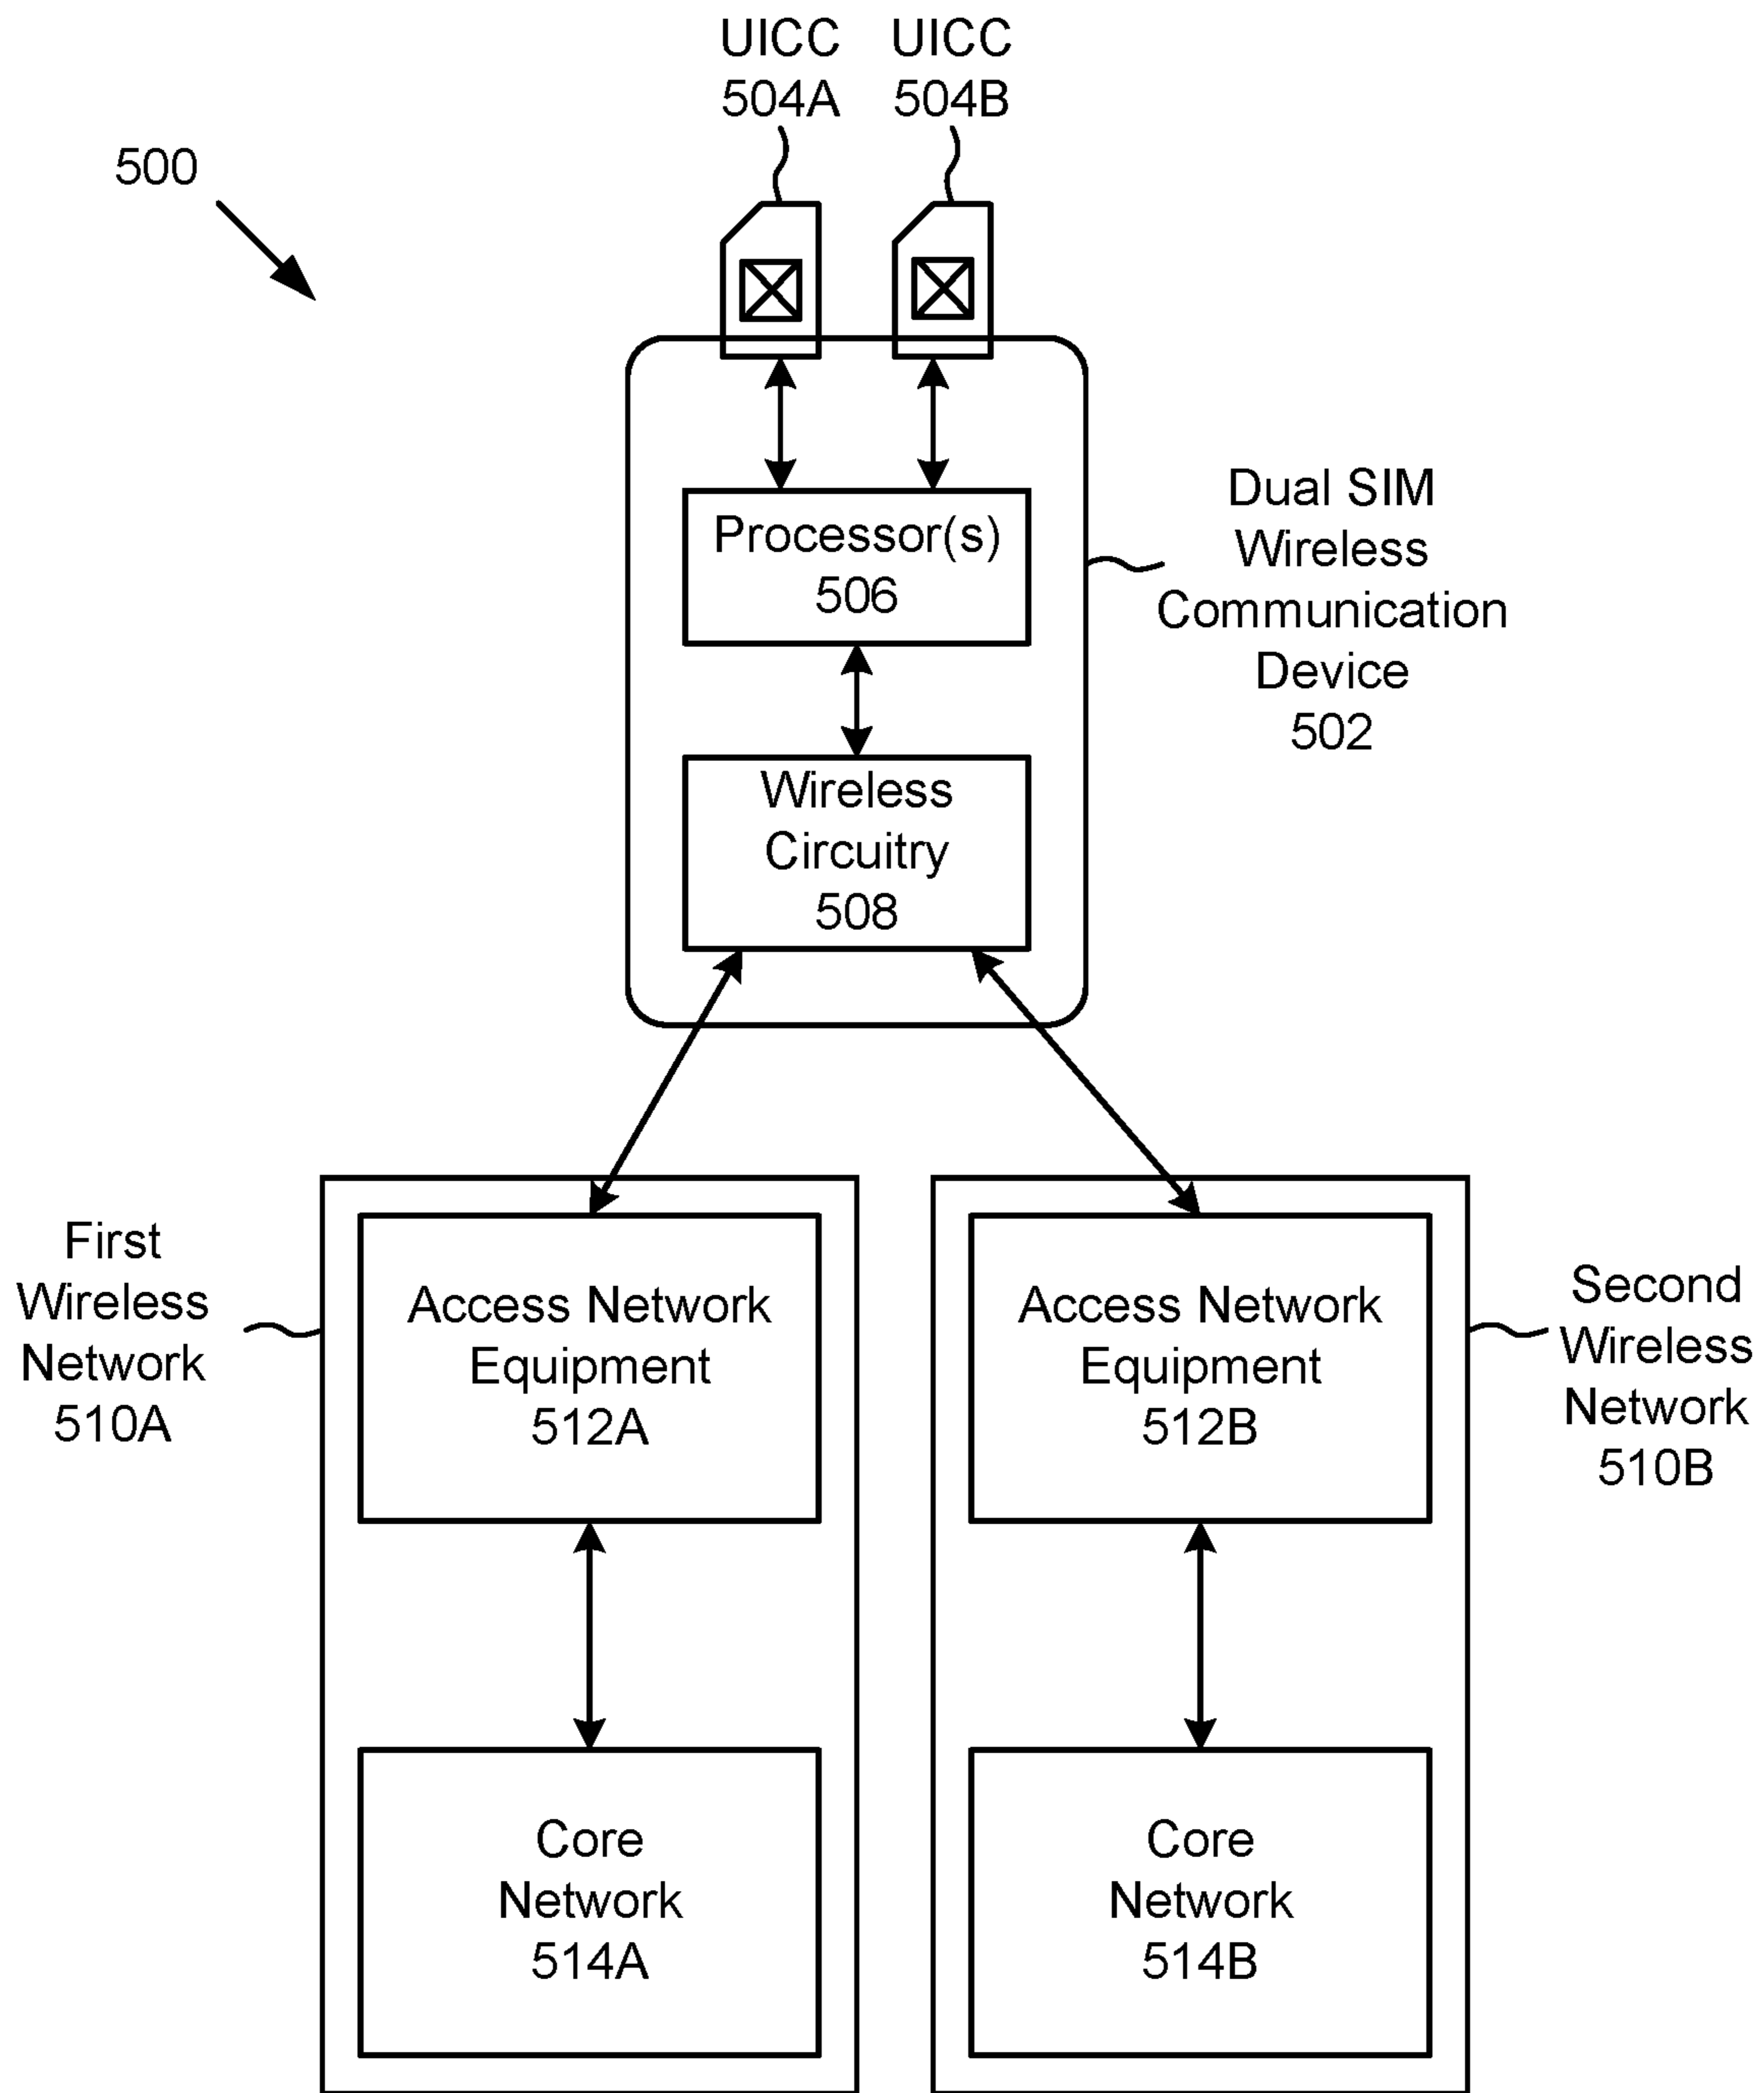 UICC
504A
UICC
504B
500
Processor(s)
506
Dual SIM
Wireless
Communication
Device
502
Wireless
Circuitry
508
First
Wireless
Network
510A
Access Network
Equipment
512A
Access Network
Equipment
512B
Second
Wireless
Network
510B
Core
Network
514A
Core
Network
514B